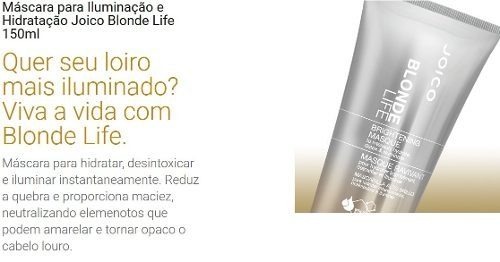 Máscara para Iluminação e
Hidratação Joico Blonde Life
150ml
Quer seu loiro
mais iluminado?
Viva a vida com
Blonde Life.
Máscara para hidratar, desintoxicar
e iluminar instantaneamente. Reduz
a quebra e proporciona maciez,
neutralizando elemenotos que
podem amarelar e tornar opaco o
cabelo louro.
JOICO
BLONDE
LIFE
BRIGHTENING
MASQUE
MASQUE RAVIVANT